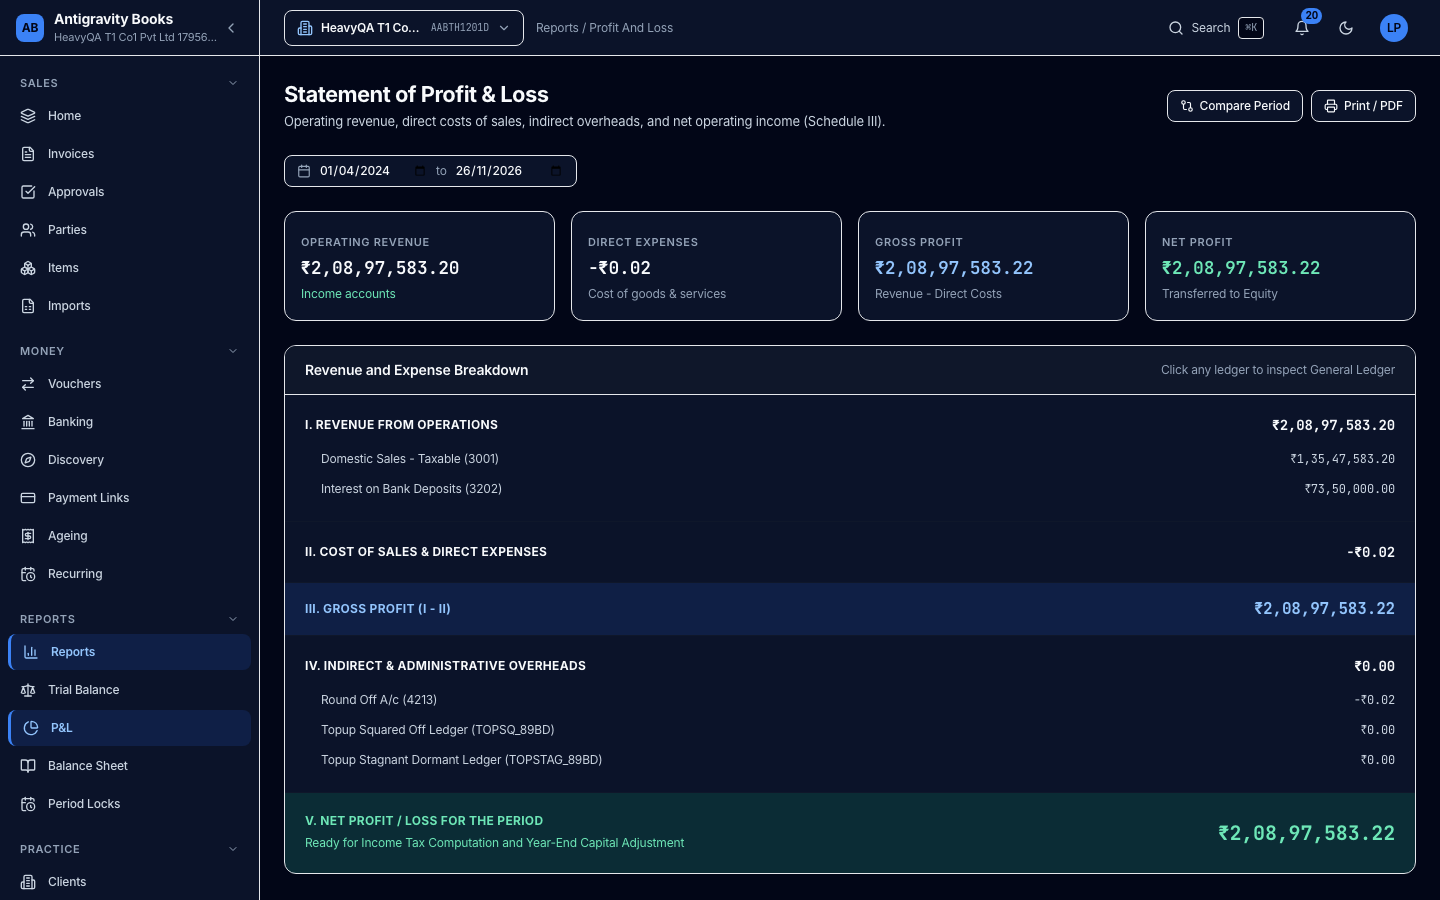 AB
Antigravity Books
HeavyQA T1 Co1 Pvt Ltd 17956...
HeavyQA T1 Co...
AABTH1201D
Reports / Profit And Loss
Search
⌘K
20
LP
SALES
Home
Invoices
Approvals
Parties
Items
Imports
MONEY
Vouchers
Banking
Discovery
Payment Links
Ageing
Recurring
REPORTS
Reports
Trial Balance
P&L
Balance Sheet
Period Locks
PRACTICE
Clients
Statement of Profit & Loss
Operating revenue, direct costs of sales, indirect overheads, and net operating income (Schedule III).
Compare Period
Print / PDF
01/04/2024 to 26/11/2026
OPERATING REVENUE
₹2,08,97,583.20
Income accounts
DIRECT EXPENSES
-₹0.02
Cost of goods & services
GROSS PROFIT
₹2,08,97,583.22
Revenue - Direct Costs
NET PROFIT
₹2,08,97,583.22
Transferred to Equity
Revenue and Expense Breakdown
Click any ledger to inspect General Ledger
I. REVENUE FROM OPERATIONS ₹2,08,97,583.20
Domestic Sales - Taxable (3001) ₹1,35,47,583.20
Interest on Bank Deposits (3202) ₹73,50,000.00
II. COST OF SALES & DIRECT EXPENSES -₹0.02
III. GROSS PROFIT (I - II) ₹2,08,97,583.22
IV. INDIRECT & ADMINISTRATIVE OVERHEADS ₹0.00
Round Off A/c (4213) -₹0.02
Topup Squared Off Ledger (TOPSQ_89BD) ₹0.00
Topup Stagnant Dormant Ledger (TOPSTAG_89BD) ₹0.00
V. NET PROFIT / LOSS FOR THE PERIOD
Ready for Income Tax Computation and Year-End Capital Adjustment
₹2,08,97,583.22